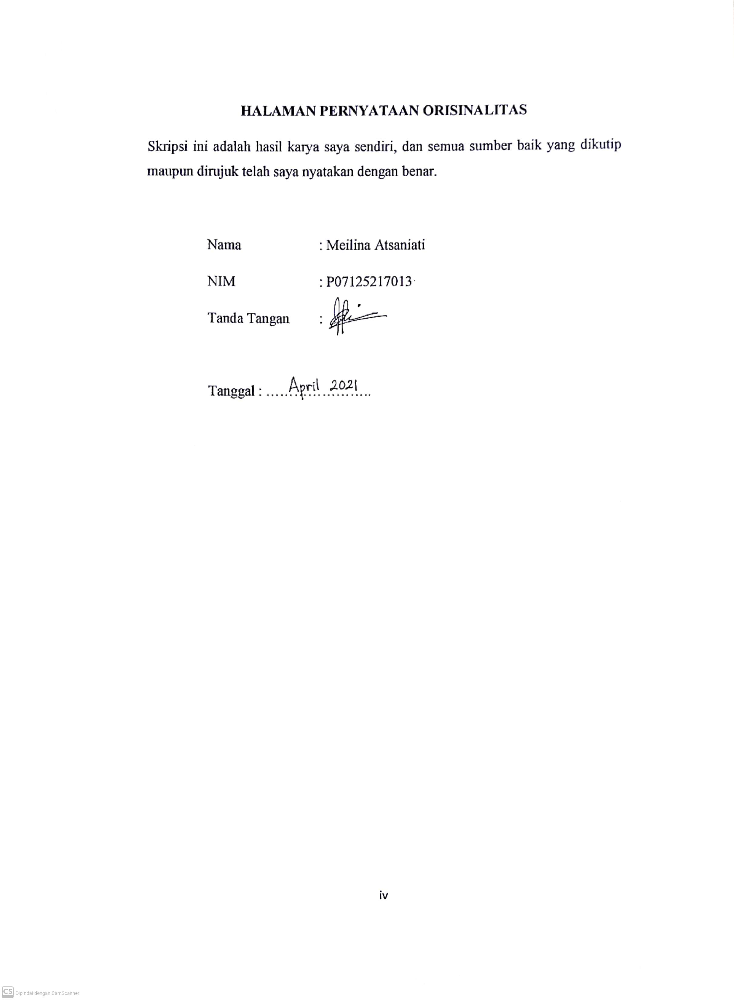 HALAMAN PERNYATAAN ORISINALITAS
Skripsi ini adalah hasil karya saya sendiri, dan semua sumber baik yang dikutip
maupun dirujuk telah saya nyatakan dengan benar.
Nama : Meilina Atsaniati
NIM : P07125217013
Tanda Tangan :
Tanggal : April 2021
iv
CS Dipindai dengan CamScanner